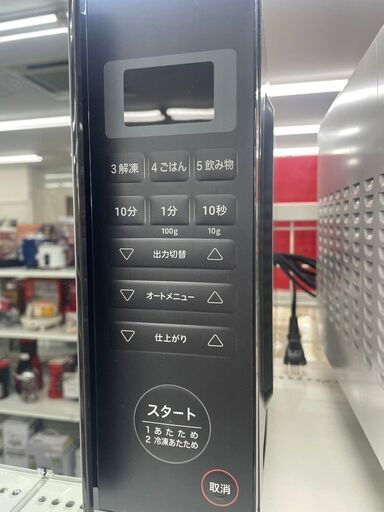 3 解凍 4 ごはん 5 飲み物
10分 1分 10秒
100g 10g
▽ 出力切替 △
▽ オートメニュー △
▽ 仕上がり △
スタート
1 あたため
2 冷凍あたため
取消